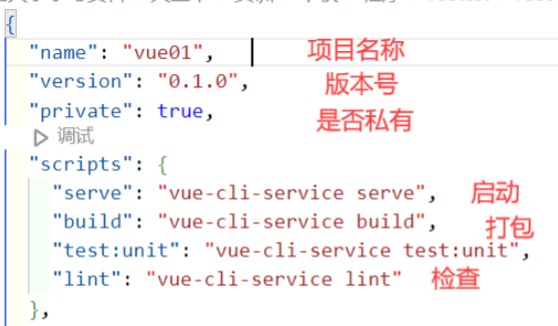 {
"name": "vue01", 项目名称
"version": "0.1.0", 版本号
"private": true, 是否私有
调试
"scripts": {
"serve": "vue-cli-service serve", 启动
"build": "vue-cli-service build", 打包
"test:unit": "vue-cli-service test:unit",
"lint": "vue-cli-service lint" 检查
},